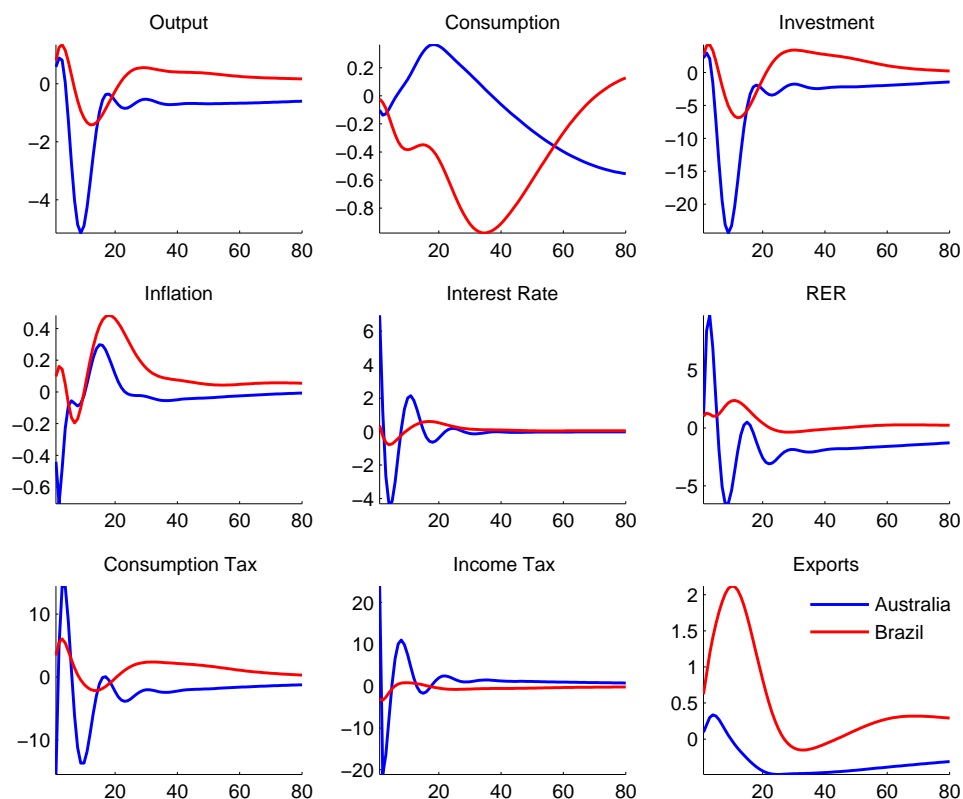 Output
Consumption
Investment
0
−2
−4
20 40 60 80
0.2
0
−0.2
−0.4
−0.6
−0.8
20 40 60 80
0
−5
−10
−15
−20
20 40 60 80
Inflation
Interest Rate
RER
0.4
0.2
0
−0.2
−0.4
−0.6
20 40 60 80
6
4
2
0
−2
−4
20 40 60 80
5
0
−5
20 40 60 80
Consumption Tax
Income Tax
Exports
10
0
−10
20 40 60 80
20
10
0
−10
−20
20 40 60 80
2
1.5
1
0.5
0
20 40 60 80
Australia
Brazil